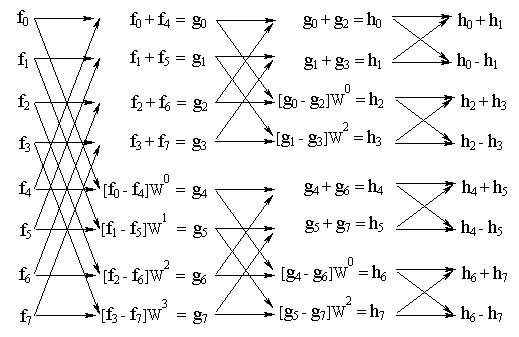 f₀ f₀ + f₄ = g₀ g₀ + g₂ = h₀ h₀ + h₁
f₁ f₁ + f₅ = g₁ g₁ + g₃ = h₁ h₀ - h₁
f₂ f₂ + f₆ = g₂ [g₀ - g₂]W⁰ = h₂ h₂ + h₃
f₃ f₃ + f₇ = g₃ [g₁ - g₃]W² = h₃ h₂ - h₃
f₄ [f₀ - f₄]W⁰ = g₄ g₄ + g₆ = h₄ h₄ + h₅
f₅ [f₁ - f₅]W¹ = g₅ g₅ + g₇ = h₅ h₄ - h₅
f₆ [f₂ - f₆]W² = g₆ [g₄ - g₆]W⁰ = h₆ h₆ + h₇
f₇ [f₃ - f₇]W³ = g₇ [g₅ - g₇]W² = h₇ h₆ - h₇